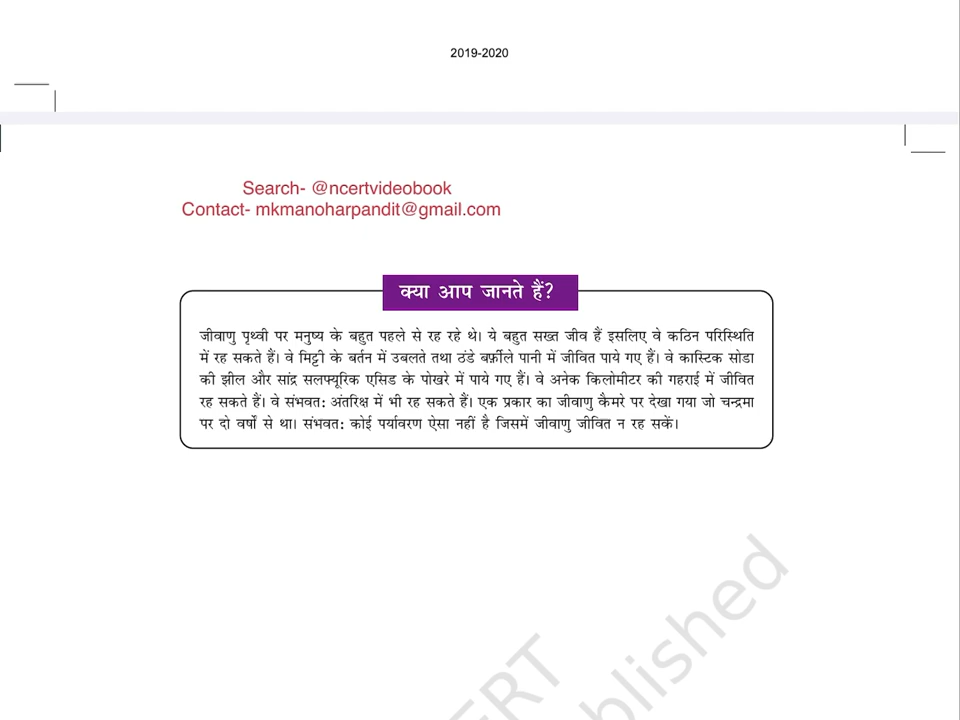 2019-2020
Search- @ncertvideobook
Contact- mkmanoharpandit@gmail.com
क्या आप जानते हैं?
जीवाणु पृथ्वी पर मनुष्य के बहुत पहले से रह रहे थे। ये बहुत सख्त जीव हैं इसलिए वे कठिन परिस्थिति
में रह सकते हैं। वे मिट्टी के बर्तन में उबलते तथा ठंडे बर्फ़ीले पानी में जीवित पाये गए हैं। वे कास्टिक सोडा
की झील और सांद्र सलफ्यूरिक एसिड के पोखरे में पाये गए हैं। वे अनेक किलोमीटर की गहराई में जीवित
रह सकते हैं। वे संभवत: अंतरिक्ष में भी रह सकते हैं। एक प्रकार का जीवाणु कैमरे पर देखा गया जो चन्द्रमा
पर दो वर्षों से था। संभवत: कोई पर्यावरण ऐसा नहीं है जिसमें जीवाणु जीवित न रह सकें।